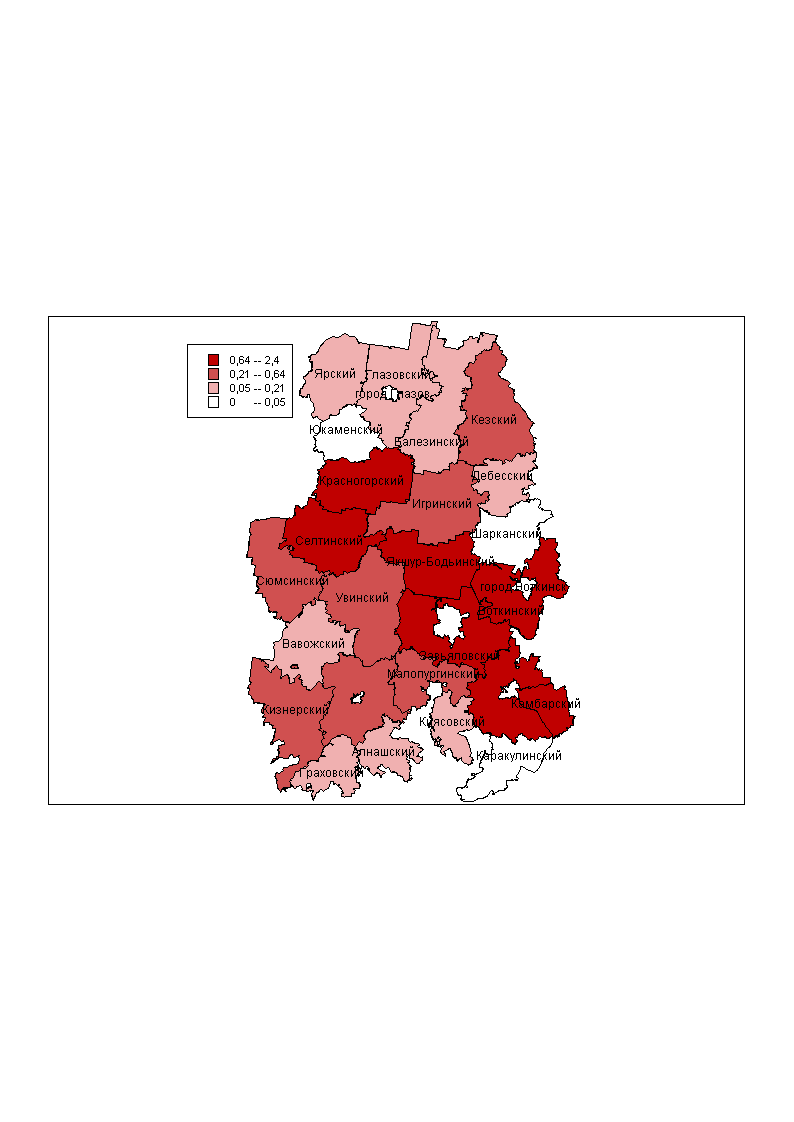 0,64 -- 2,4
0,21 -- 0,64
0,05 -- 0,21
0 -- 0,05
Ярский
Глазовский
город Глазов
Юкаменский
Балезинский
Кезский
Красногорский
Дебесский
Игринский
Шарканский
Селтинский
Якшур-Бодьинский
Сюмсинский
город Воткинск
Увинский
Воткинский
Вавожский
Завьяловский
Малопургинский
Кизнерский
Камбарский
Киясовский
Алнашский
Каракулинский
Граховский